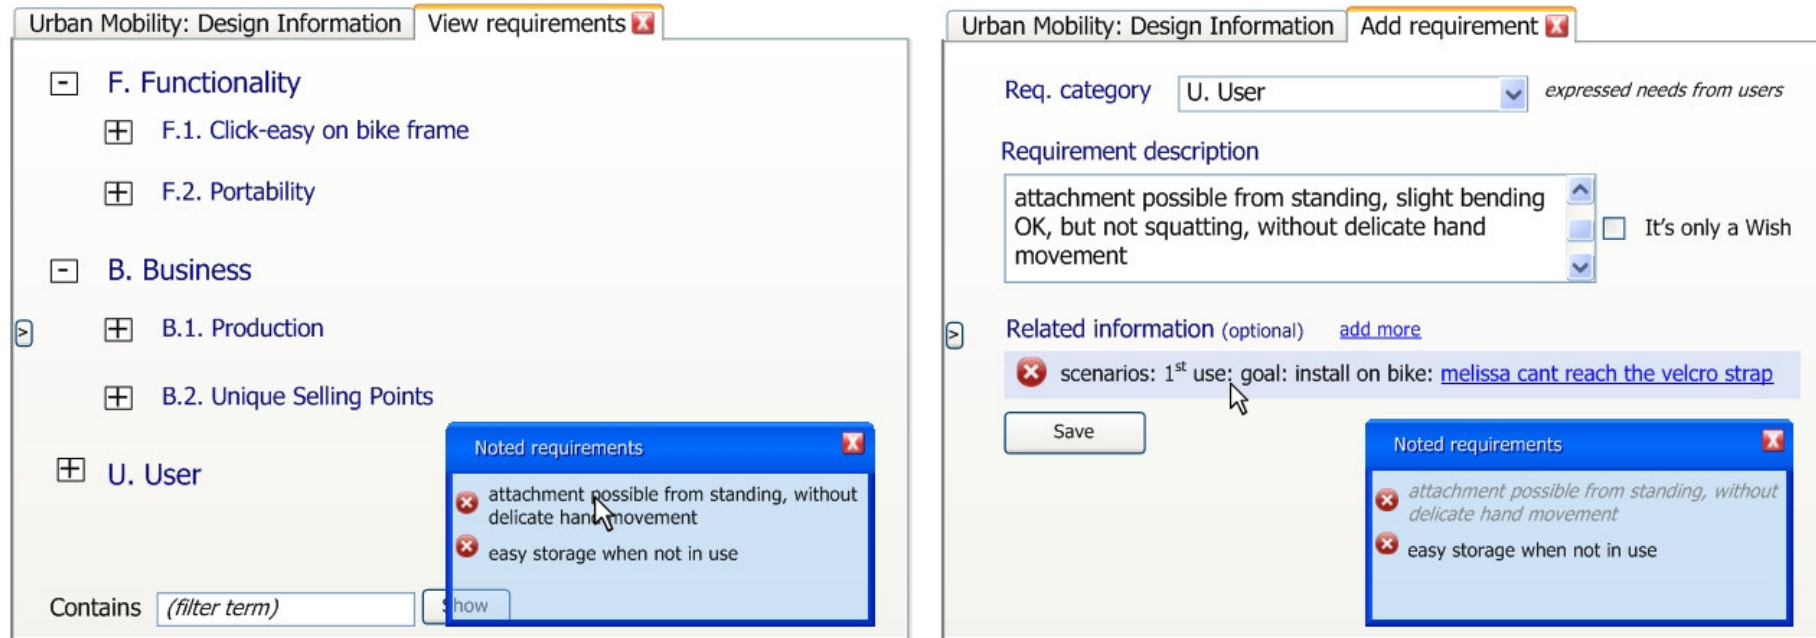 Urban Mobility: Design Information
View requirements X
- F. Functionality
+ F.1. Click-easy on bike frame
+ F.2. Portability
- B. Business
>
+ B.1. Production
+ B.2. Unique Selling Points
+ U. User
Noted requirements X
attachment possible from standing, without
delicate hand movement
easy storage when not in use
Contains (filter term) Show
Urban Mobility: Design Information
Add requirement X
Req. category U. User expressed needs from users
Requirement description
attachment possible from standing, slight bending
OK, but not squatting, without delicate hand
movement
It's only a Wish
>
Related information (optional) add more
scenarios: 1st use: goal: install on bike: melissa cant reach the velcro strap
Save
Noted requirements X
attachment possible from standing, without
delicate hand movement
easy storage when not in use